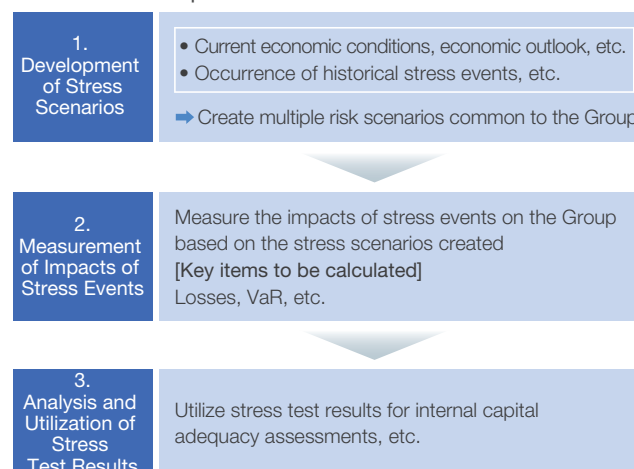 1.
Development
of Stress
Scenarios
• Current economic conditions, economic outlook, etc.
• Occurrence of historical stress events, etc.
➡ Create multiple risk scenarios common to the Group
2.
Measurement
of Impacts of
Stress Events
Measure the impacts of stress events on the Group
based on the stress scenarios created
[Key items to be calculated]
Losses, VaR, etc.
3.
Analysis and
Utilization of
Stress
Test Results
Utilize stress test results for internal capital
adequacy assessments, etc.